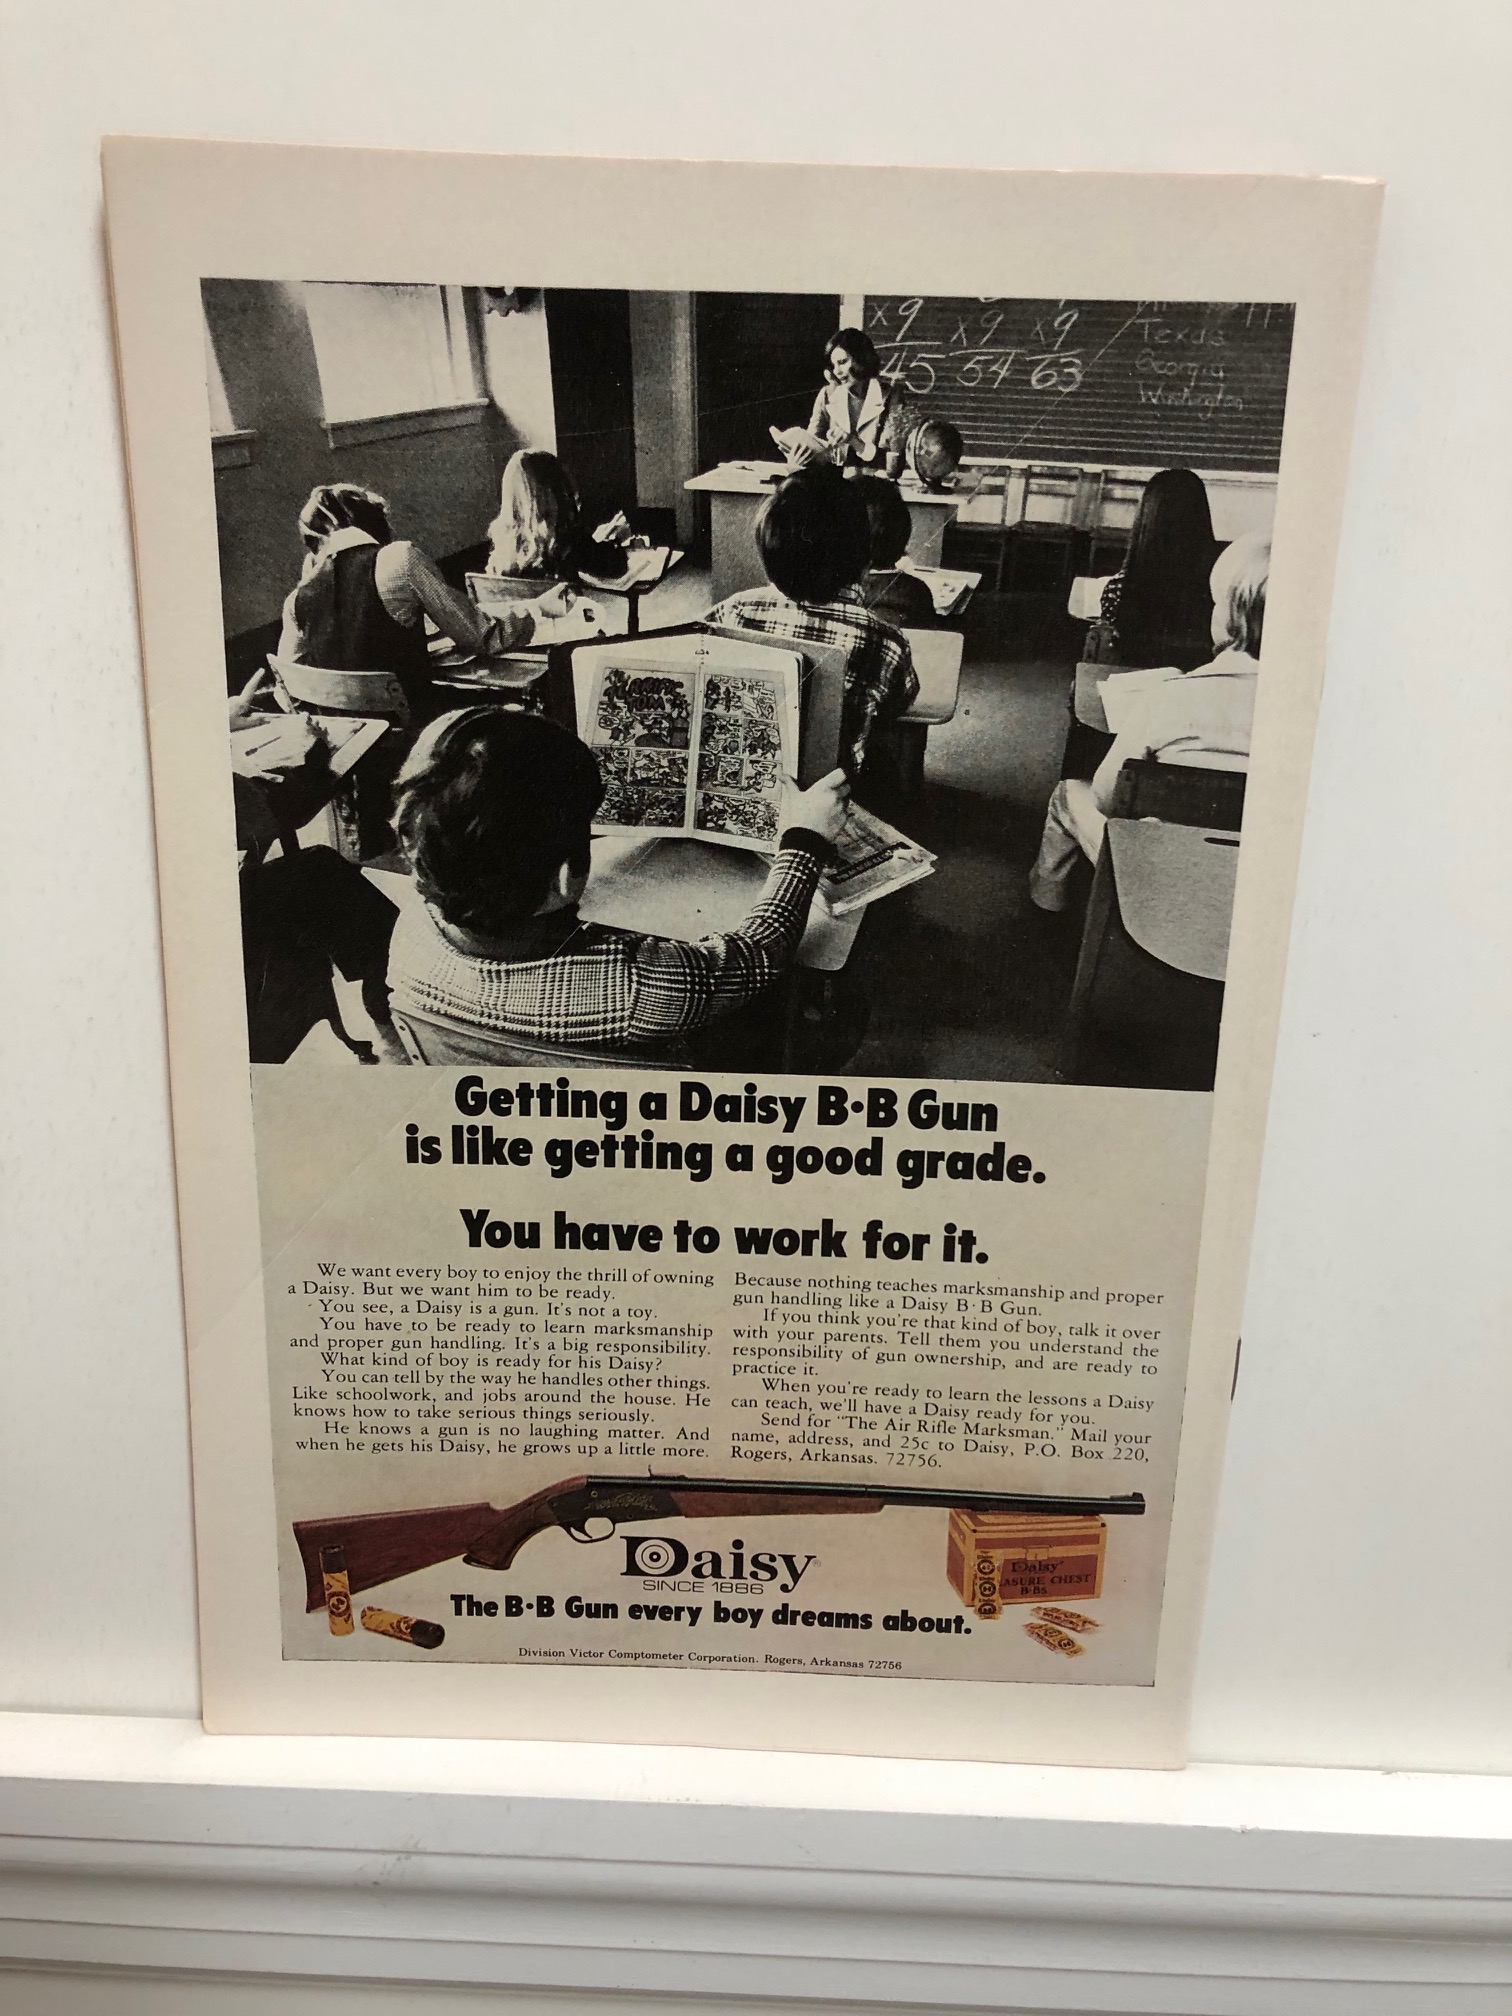 x9 x9 x9
45 54 63
Texas
Georgia
Washington
TOM
Getting a Daisy B·B Gun
is like getting a good grade.
You have to work for it.
We want every boy to enjoy the thrill of owning
a Daisy. But we want him to be ready.
You see, a Daisy is a gun. It's not a toy.
You have to be ready to learn marksmanship
and proper gun handling. It's a big responsibility.
What kind of boy is ready for his Daisy?
You can tell by the way he handles other things.
Like schoolwork, and jobs around the house. He
knows how to take serious things seriously.
He knows a gun is no laughing matter. And
when he gets his Daisy, he grows up a little more.
Because nothing teaches marksmanship and proper
gun handling like a Daisy B·B Gun.
If you think you're that kind of boy, talk it over
with your parents. Tell them you understand the
responsibility of gun ownership, and are ready to
practice it.
When you're ready to learn the lessons a Daisy
can teach, we'll have a Daisy ready for you.
Send for "The Air Rifle Marksman." Mail your
name, address, and 25c to Daisy, P.O. Box 220,
Rogers, Arkansas. 72756.
Daisy®
SINCE 1886
The B·B Gun every boy dreams about.
Daisy
ASURE CHEST
B·Bs
Division Victor Comptometer Corporation. Rogers, Arkansas 72756